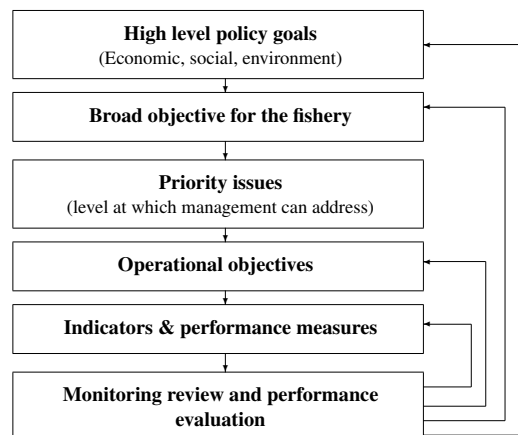 High level policy goals
(Economic, social, environment)
Broad objective for the fishery
Priority issues
(level at which management can address)
Operational objectives
Indicators & performance measures
Monitoring review and performance
evaluation